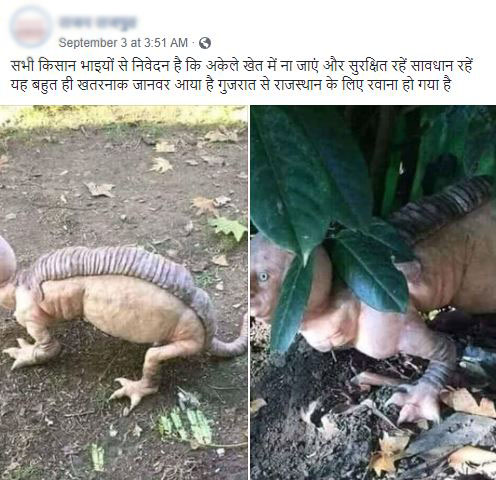 September 3 at 3:51 AM ·
सभी किसान भाइयों से निवेदन है कि अकेले खेत में ना जाएं और सुरक्षित रहें सावधान रहें
यह बहुत ही खतरनाक जानवर आया है गुजरात से राजस्थान के लिए रवाना हो गया है